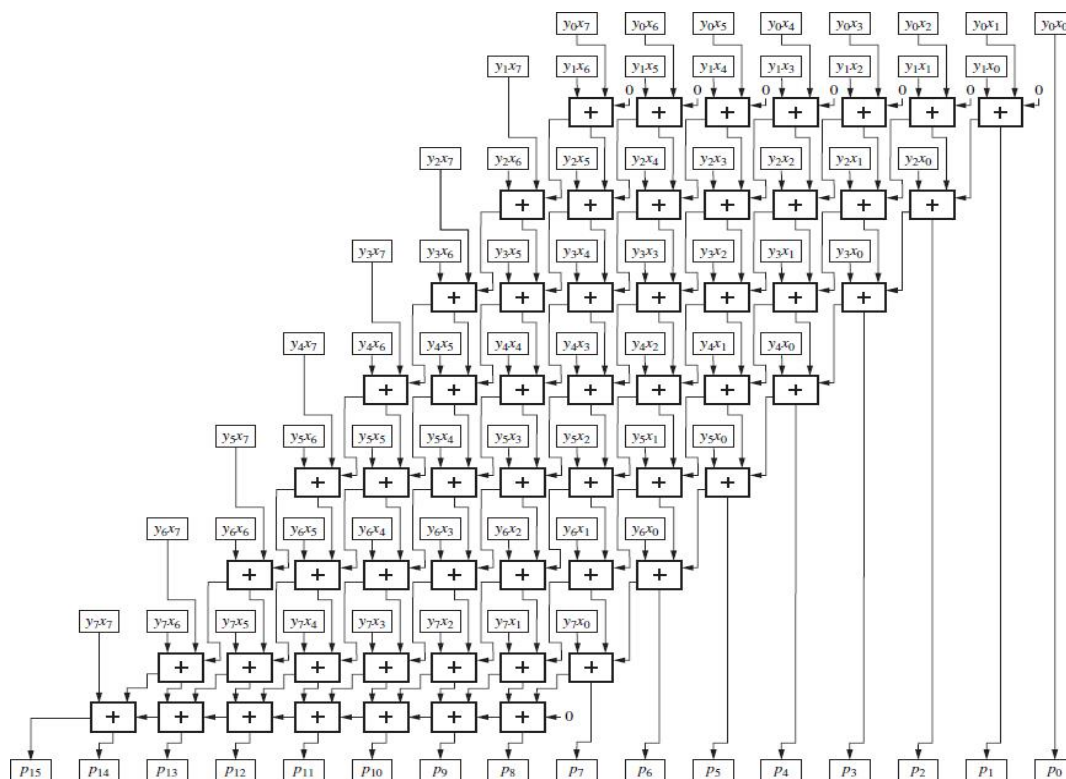 y₀x₇ y₀x₆ y₀x₅ y₀x₄ y₀x₃ y₀x₂ y₀x₁ y₀x₀
y₁x₇ y₁x₆ y₁x₅ y₁x₄ y₁x₃ y₁x₂ y₁x₁ y₁x₀
0 0 0 0 0 0 0
+ + + + + + +
y₂x₇ y₂x₆ y₂x₅ y₂x₄ y₂x₃ y₂x₂ y₂x₁ y₂x₀
+ + + + + + +
y₃x₇ y₃x₆ y₃x₅ y₃x₄ y₃x₃ y₃x₂ y₃x₁ y₃x₀
+ + + + + + +
y₄x₇ y₄x₆ y₄x₅ y₄x₄ y₄x₃ y₄x₂ y₄x₁ y₄x₀
+ + + + + + +
y₅x₇ y₅x₆ y₅x₅ y₅x₄ y₅x₃ y₅x₂ y₅x₁ y₅x₀
+ + + + + + +
y₆x₇ y₆x₆ y₆x₅ y₆x₄ y₆x₃ y₆x₂ y₆x₁ y₆x₀
+ + + + + + +
y₇x₇ y₇x₆ y₇x₅ y₇x₄ y₇x₃ y₇x₂ y₇x₁ y₇x₀
+ + + + + + +
+ + + + + + + 0
p₁₅ p₁₄ p₁₃ p₁₂ p₁₁ p₁₀ p₉ p₈ p₇ p₆ p₅ p₄ p₃ p₂ p₁ p₀